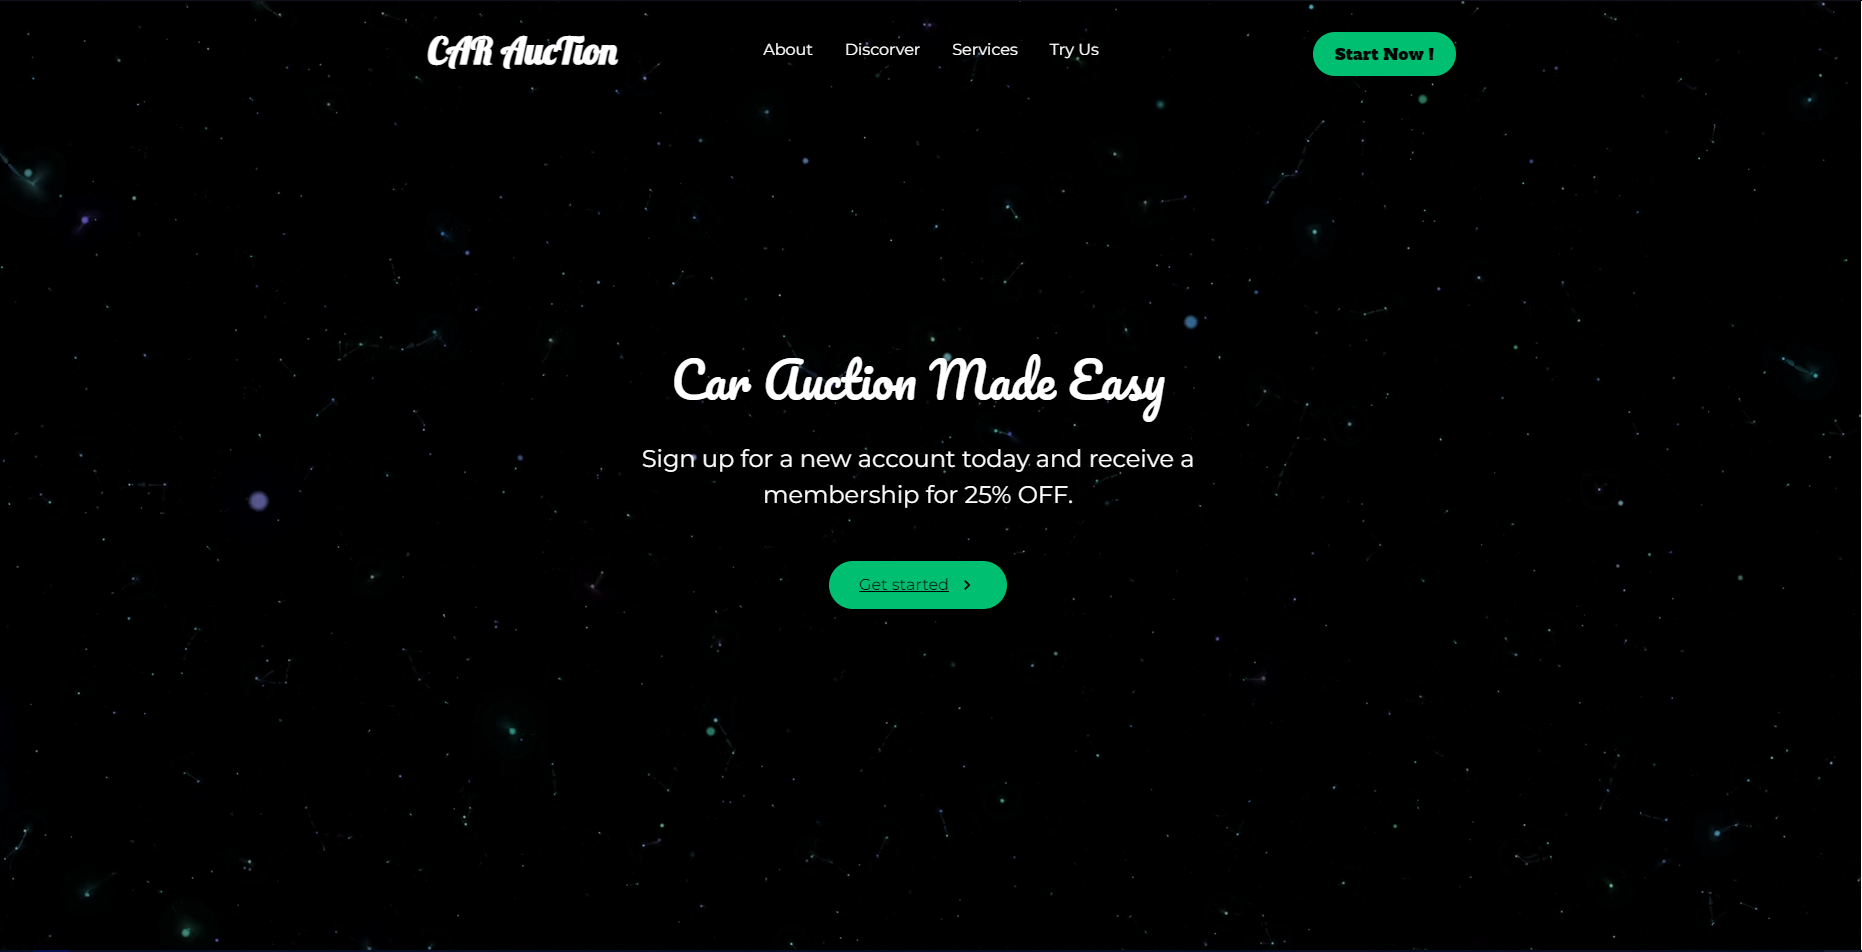 CAR AucTion
About
Discorver
Services
Try Us
Start Now !
Car Auction Made Easy
Sign up for a new account today and receive a
membership for 25% OFF.
Get started